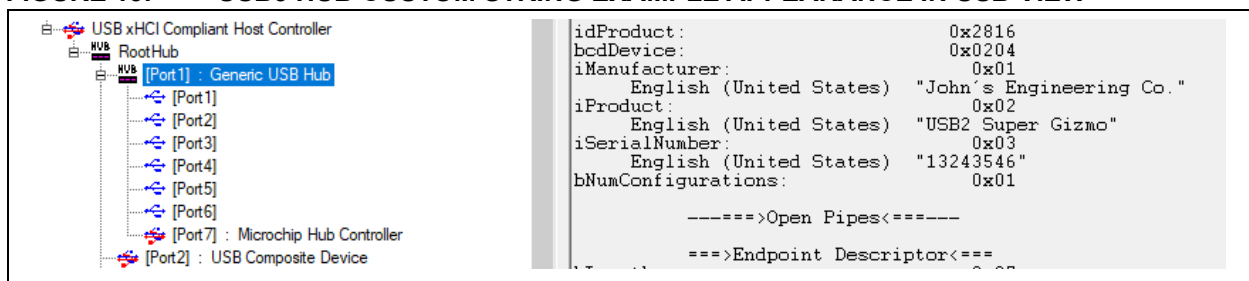 USB xHCI Compliant Host Controller
HUB RootHub
HUB [Port1] : Generic USB Hub
[Port1]
[Port2]
[Port3]
[Port4]
[Port5]
[Port6]
[Port7] : Microchip Hub Controller
[Port2] : USB Composite Device
idProduct: 0x2816
bcdDevice: 0x0204
iManufacturer: 0x01
English (United States) "John´s Engineering Co."
iProduct: 0x02
English (United States) "USB2 Super Gizmo"
iSerialNumber: 0x03
English (United States) "13243546"
bNumConfigurations: 0x01
---===>Open Pipes<===---
===>Endpoint Descriptor<===